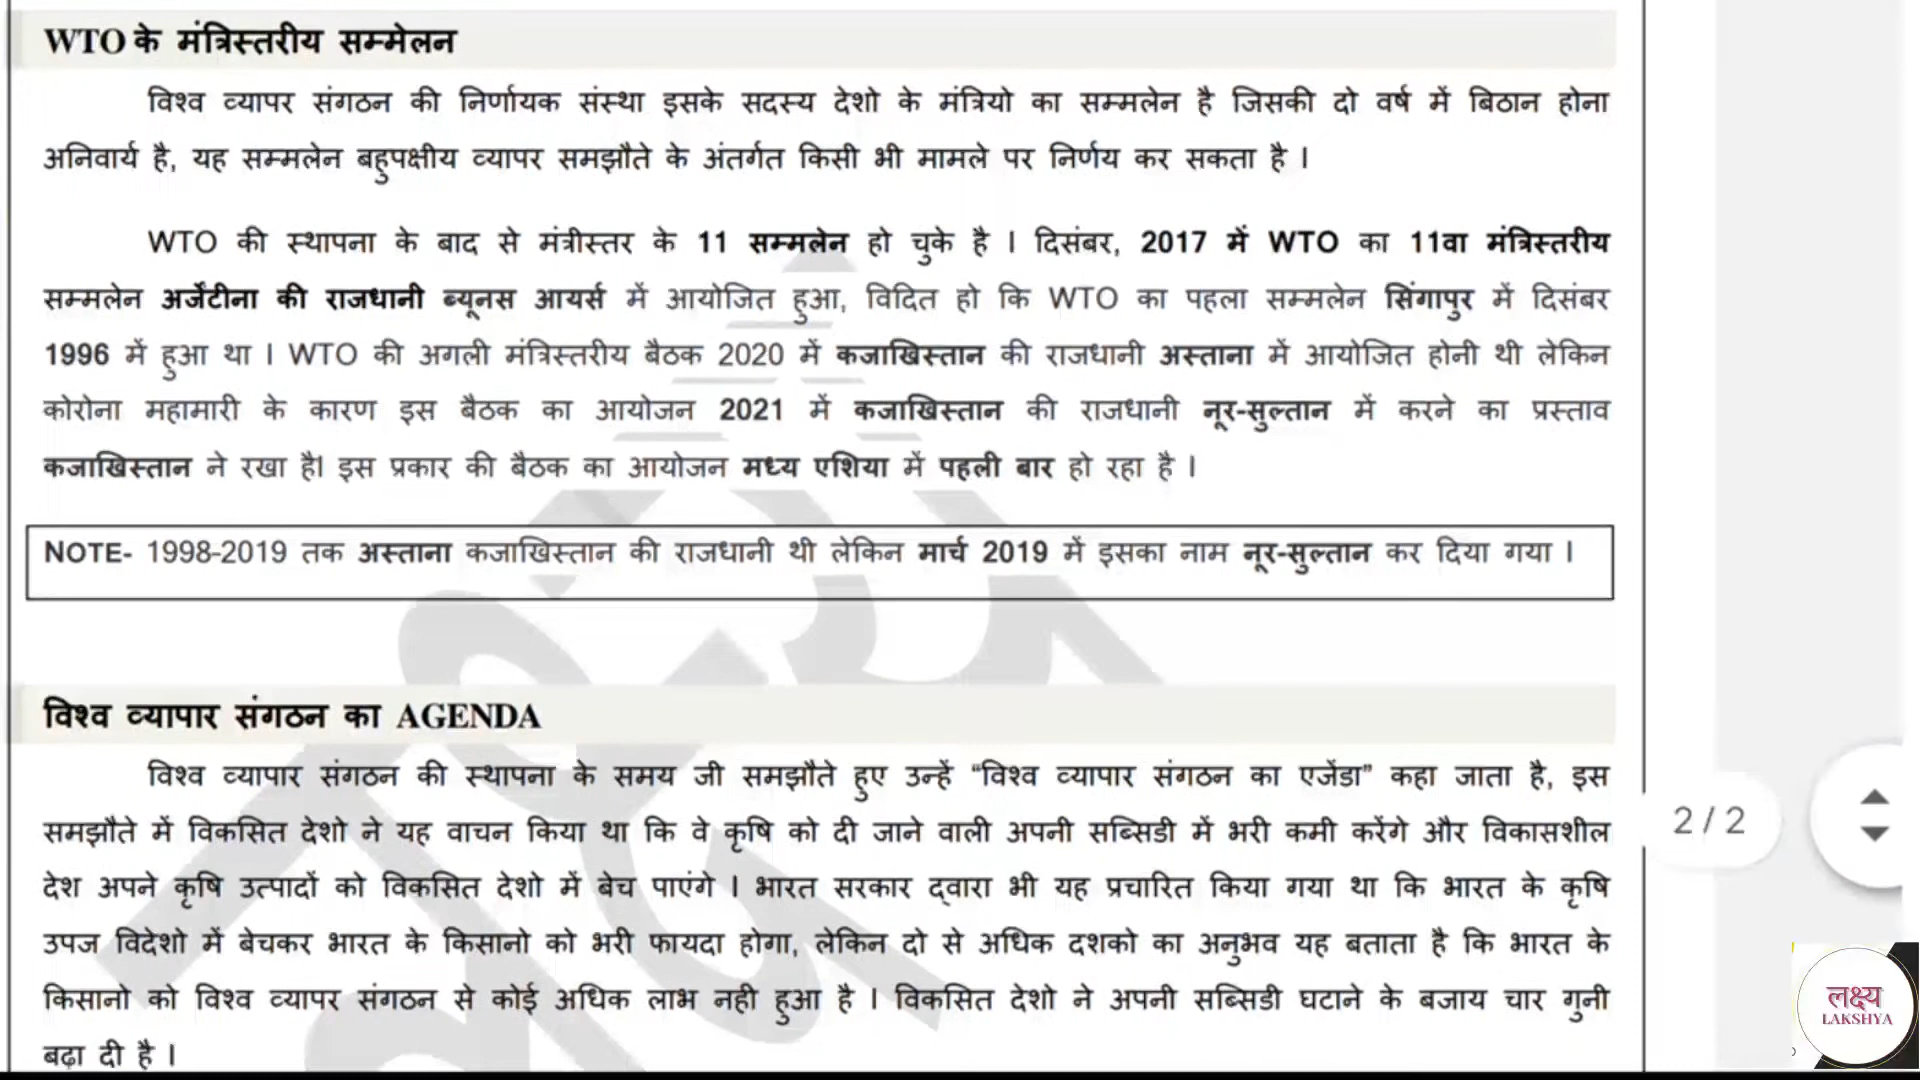 WTO के मंत्रिस्तरीय सम्मेलन
विश्व व्यापर संगठन की निर्णायक संस्था इसके सदस्य देशो के मंत्रियो का सम्मलेन है जिसकी दो वर्ष में बिठान होना
अनिवार्य है, यह सम्मलेन बहुपक्षीय व्यापर समझौते के अंतर्गत किसी भी मामले पर निर्णय कर सकता है ।
WTO की स्थापना के बाद से मंत्रीस्तर के 11 सम्मलेन हो चुके है । दिसंबर, 2017 में WTO का 11वा मंत्रिस्तरीय
सम्मलेन अर्जेंटीना की राजधानी ब्यूनस आयर्स में आयोजित हुआ, विदित हो कि WTO का पहला सम्मलेन सिंगापुर में दिसंबर
1996 में हुआ था । WTO की अगली मंत्रिस्तरीय बैठक 2020 में कजाखिस्तान की राजधानी अस्ताना में आयोजित होनी थी लेकिन
कोरोना महामारी के कारण इस बैठक का आयोजन 2021 में कजाखिस्तान की राजधानी नूर-सुल्तान में करने का प्रस्ताव
कजाखिस्तान ने रखा है। इस प्रकार की बैठक का आयोजन मध्य एशिया में पहली बार हो रहा है ।
NOTE- 1998-2019 तक अस्ताना कजाखिस्तान की राजधानी थी लेकिन मार्च 2019 में इसका नाम नूर-सुल्तान कर दिया गया ।
विश्व व्यापार संगठन का AGENDA
विश्व व्यापार संगठन की स्थापना के समय जी समझौते हुए उन्हें “विश्व व्यापार संगठन का एजेंडा” कहा जाता है, इस
समझौते में विकसित देशो ने यह वाचन किया था कि वे कृषि को दी जाने वाली अपनी सब्सिडी में भरी कमी करेंगे और विकासशील
देश अपने कृषि उत्पादों को विकसित देशो में बेच पाएंगे । भारत सरकार द्वारा भी यह प्रचारित किया गया था कि भारत के कृषि
उपज विदेशो में बेचकर भारत के किसानो को भरी फायदा होगा, लेकिन दो से अधिक दशको का अनुभव यह बताता है कि भारत के
किसानो को विश्व व्यापर संगठन से कोई अधिक लाभ नही हुआ है । विकसित देशो ने अपनी सब्सिडी घटाने के बजाय चार गुनी
बढ़ा दी है ।
2 / 2
लक्ष्य
LAKSHYA